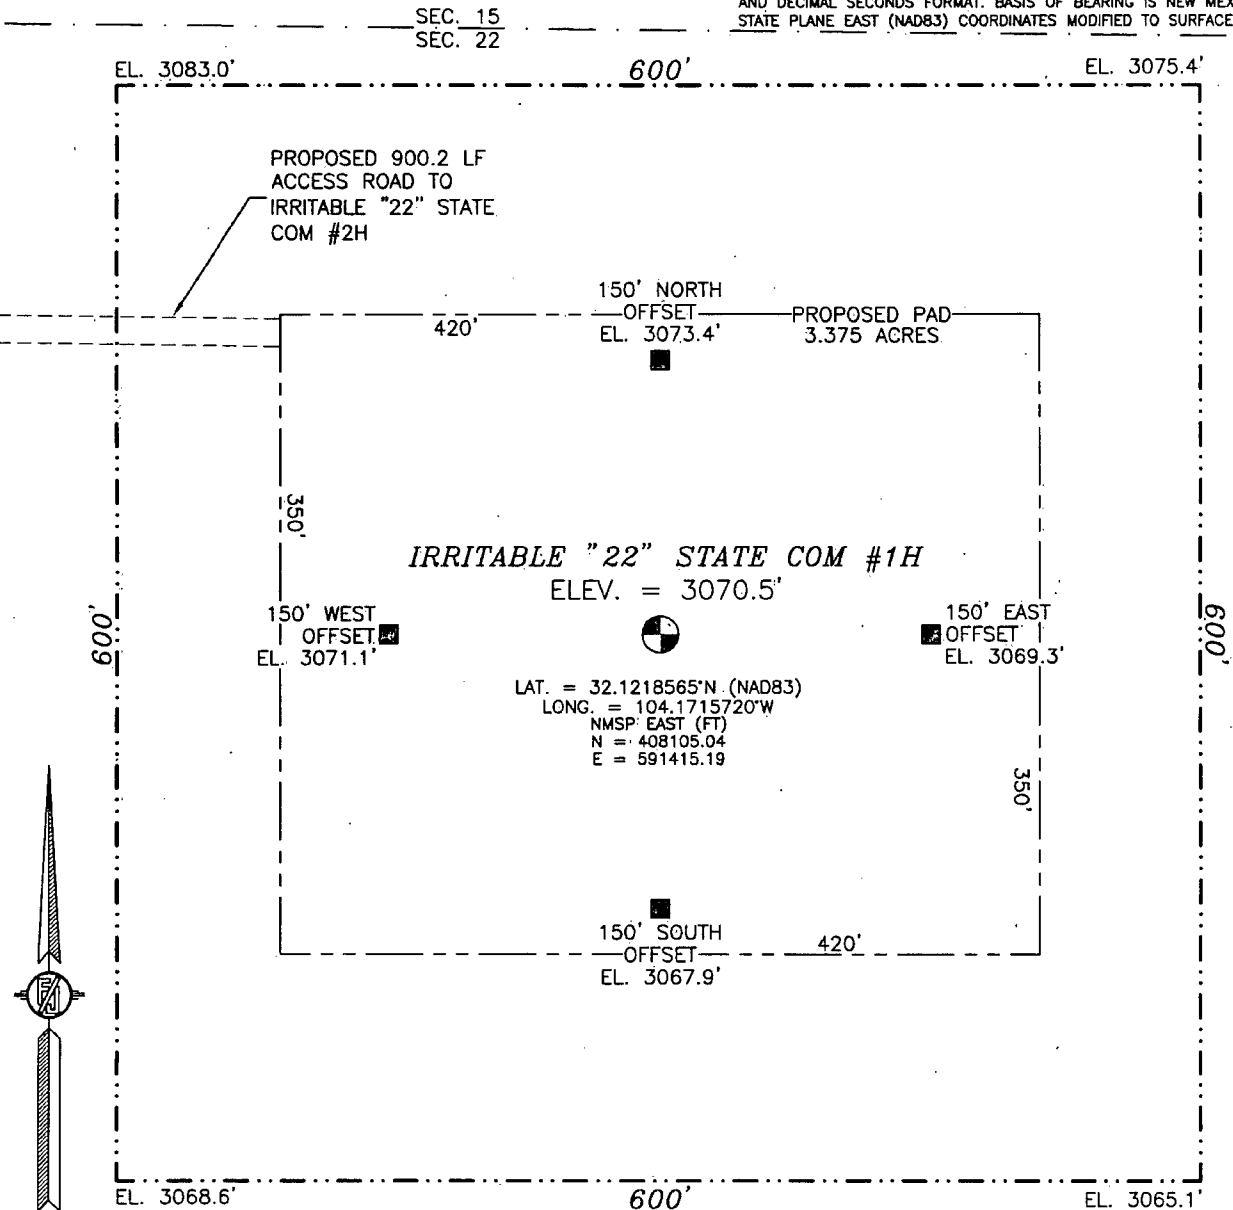 AND DECIMAL SECONDS FORMAT. BASIS OF BEARING IS NEW MEX
STATE PLANE EAST (NAD83) COORDINATES MODIFIED TO SURFACE
SEC. 15
SEC. 22
EL. 3083.0'
600'
EL. 3075.4'
PROPOSED 900.2 LF
ACCESS ROAD TO
IRRITABLE "22" STATE
COM #2H
150' NORTH
OFFSET
EL. 3073.4'
420'
PROPOSED PAD
3.375 ACRES
350'
IRRITABLE "22" STATE COM #1H
ELEV. = 3070.5'
600'
150' WEST
OFFSET
EL. 3071.1'
150' EAST
OFFSET
EL. 3069.3'
600'
LAT. = 32.1218565°N (NAD83)
LONG. = 104.1715720°W
NMSP EAST (FT)
N = 408105.04
E = 591415.19
350'
150' SOUTH
OFFSET
EL. 3067.9'
420'
EL. 3068.6'
600'
EL. 3065.1'